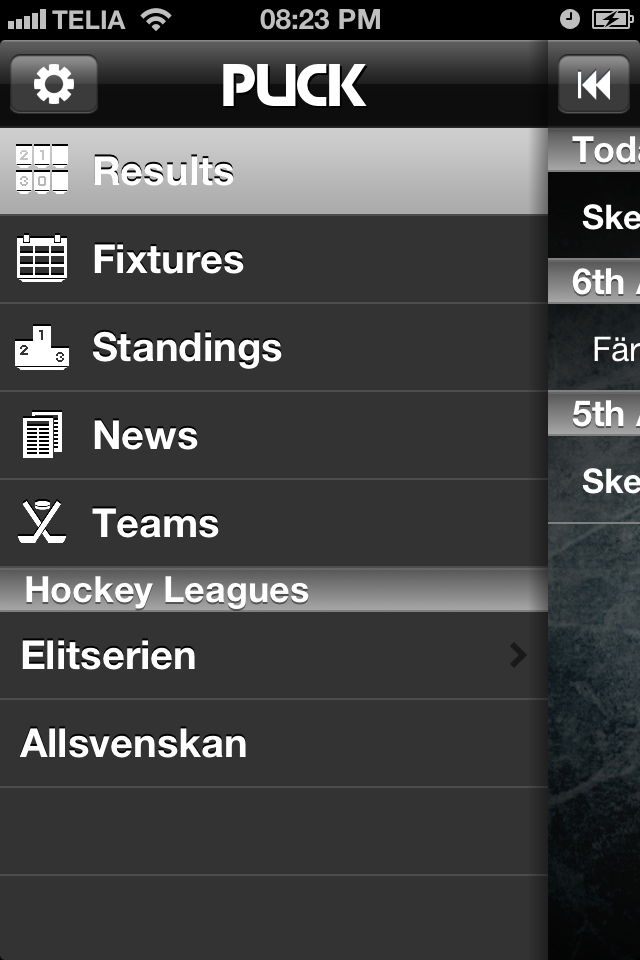 TELIA 08:23 PM
PUCK
Results
Fixtures
Standings
News
Teams
Hockey Leagues
Elitserien
Allsvenskan
Toda
Ske
6th A
Fär
5th A
Ske